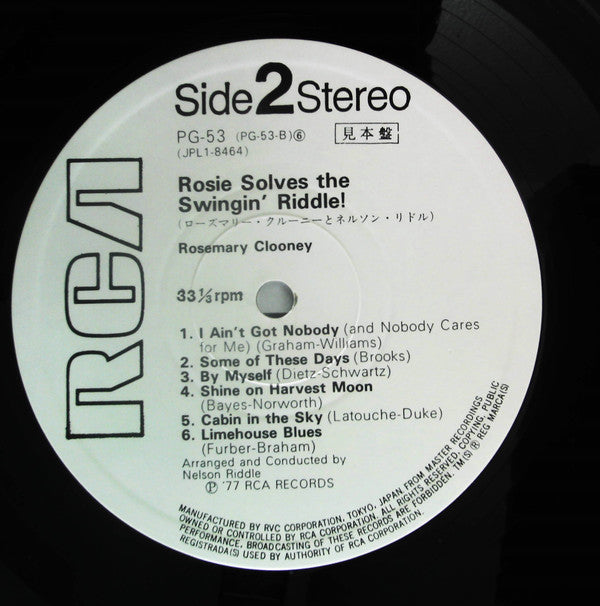 Side 2 Stereo
PG-53 (PG-53-B)⑥ 見本盤
(JPL1-8464)
RCA
Rosie Solves the
Swingin' Riddle!
(ローズマリー・クルーニーとネルソン・リドル)
Rosemary Clooney
33⅓rpm
1. I Ain't Got Nobody (and Nobody Cares
for Me) (Graham-Williams)
2. Some of These Days (Brooks)
3. By Myself (Dietz-Schwartz)
4. Shine on Harvest Moon
(Bayes-Norworth)
5. Cabin in the Sky (Latouche-Duke)
6. Limehouse Blues
(Furber-Braham)
Arranged and Conducted by
Nelson Riddle
Ⓟ '77 RCA RECORDS
MANUFACTURED BY RVC CORPORATION, TOKYO, JAPAN, FROM MASTER RECORDINGS
OWNED OR CONTROLLED BY RCA CORPORATION. ALL RIGHTS RESERVED. COPYING, PUBLIC
PERFORMANCE, BROADCASTING OF THESE RECORDS ARE FORBIDDEN. TM(S) ® REG MARCA(S)
REGISTRADA(S) USED BY AUTHORITY OF RCA CORPORATION.